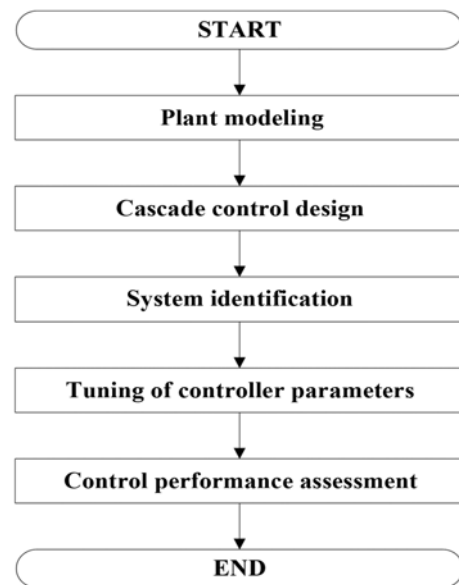 START
Plant modeling
Cascade control design
System identification
Tuning of controller parameters
Control performance assessment
END